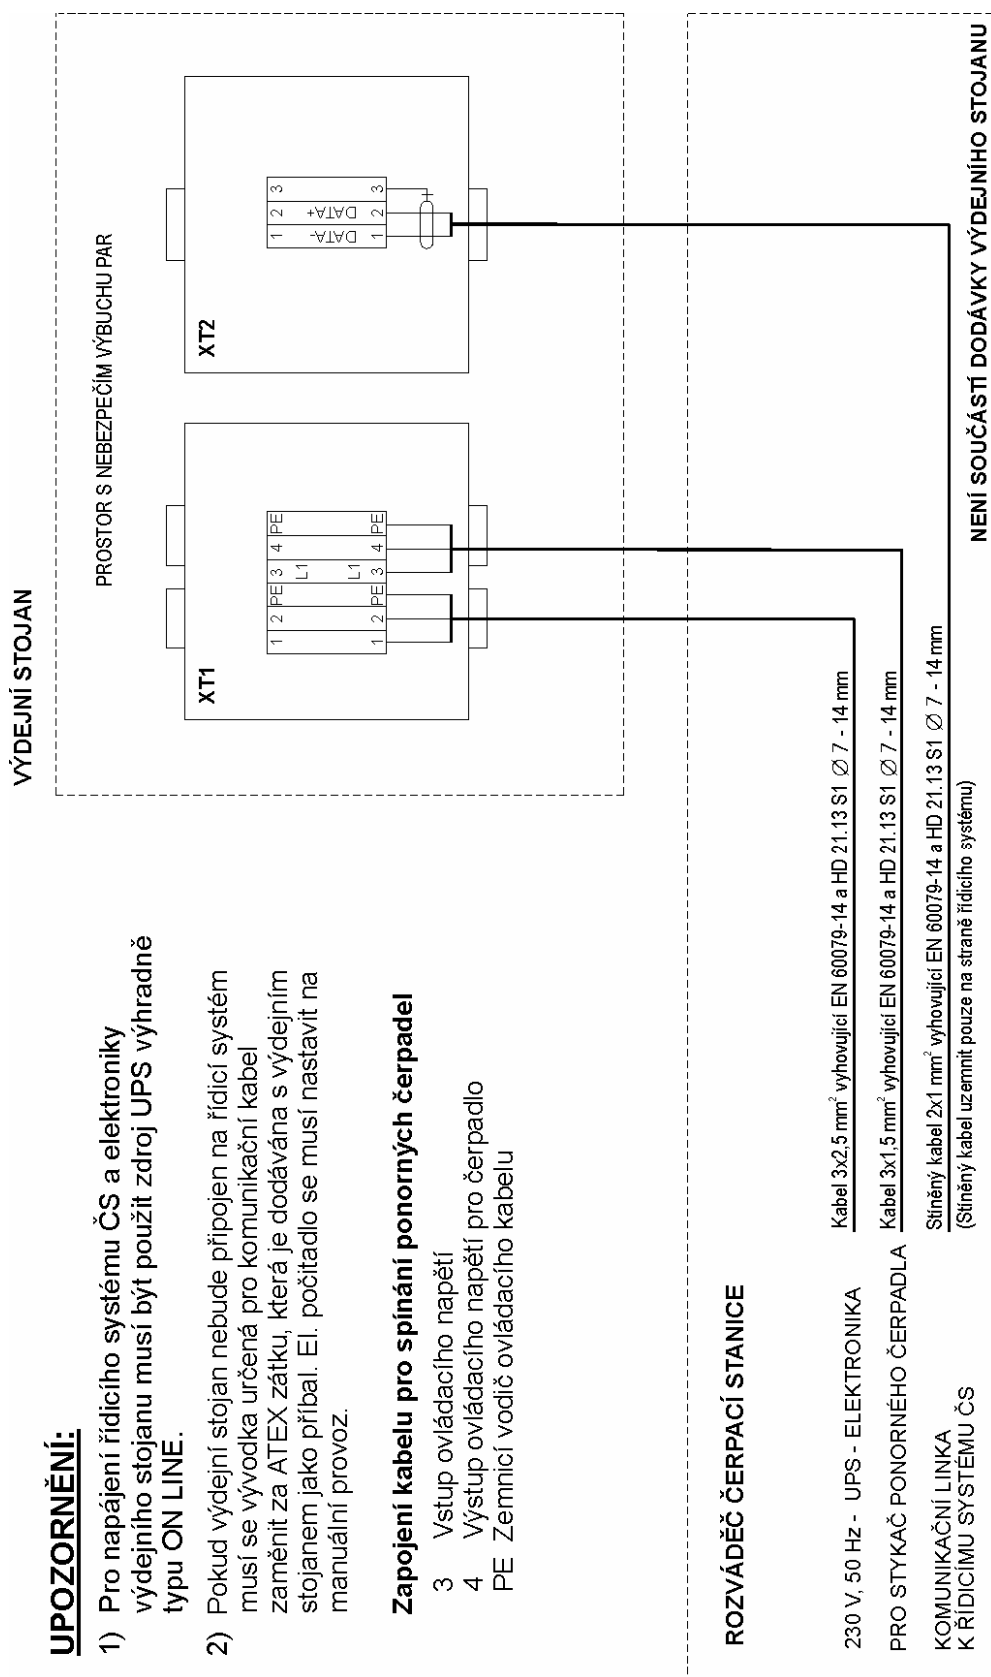 VÝDEJNÍ STOJAN
PROSTOR S NEBEZPEČÍM VÝBUCHU PAR
XT1
1 2 PE 3 4 PE
L1
L1
1 2 PE 3 4 PE
XT2
1 2 3
DATA- DATA+
1 2 3
UPOZORNĚNÍ:
1) Pro napájení řídicího systému ČS a elektroniky
výdejního stojanu musí být použit zdroj UPS výhradně
typu ON LINE.
2) Pokud výdejní stojan nebude připojen na řídicí systém
musí se vývodka určená pro komunikační kabel
zaměnit za ATEX zátku, která je dodávána s výdejním
stojanem jako příbal. El. počitadlo se musí nastavit na
manuální provoz.
Zapojení kabelu pro spínání ponorných čerpadel
3 Vstup ovládacího napětí
4 Výstup ovládacího napětí pro čerpadlo
PE Zemnicí vodič ovládacího kabelu
ROZVÁDĚČ ČERPACÍ STANICE
230 V, 50 Hz - UPS - ELEKTRONIKA
Kabel 3x2,5 mm² vyhovující EN 60079-14 a HD 21.13 S1 ∅ 7 - 14 mm
PRO STYKAČ PONORNÉHO ČERPADLA
Kabel 3x1,5 mm² vyhovující EN 60079-14 a HD 21.13 S1 ∅ 7 - 14 mm
KOMUNIKAČNÍ LINKA
K ŘÍDICÍMU SYSTÉMU ČS
Stíněný kabel 2x1 mm² vyhovující EN 60079-14 a HD 21.13 S1 ∅ 7 - 14 mm
(Stíněný kabel uzemnit pouze na straně řídicího systému)
NENÍ SOUČÁSTÍ DODÁVKY VÝDEJNÍHO STOJANU